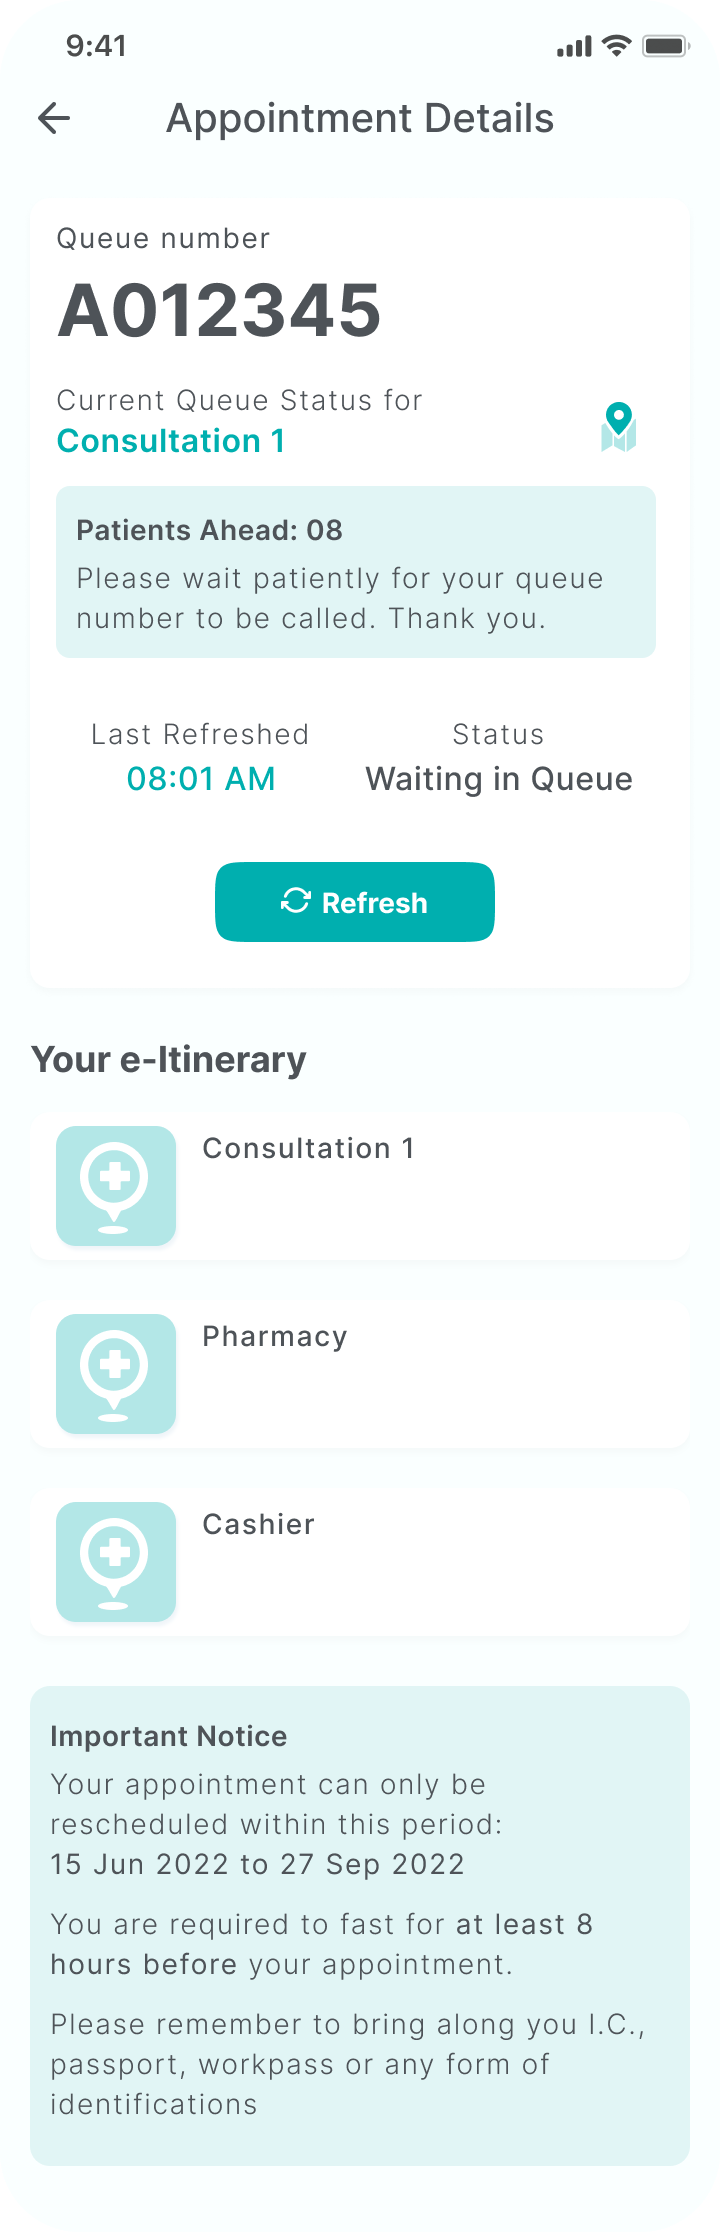 9:41
Appointment Details
Queue number
A012345
Current Queue Status for
Consultation 1
Patients Ahead: 08
Please wait patiently for your queue
number to be called. Thank you.
Last Refreshed
08:01 AM
Status
Waiting in Queue
Refresh
Your e-Itinerary
Consultation 1
Pharmacy
Cashier
Important Notice
Your appointment can only be
rescheduled within this period:
15 Jun 2022 to 27 Sep 2022
You are required to fast for at least 8
hours before your appointment.
Please remember to bring along you I.C.,
passport, workpass or any form of
identifications